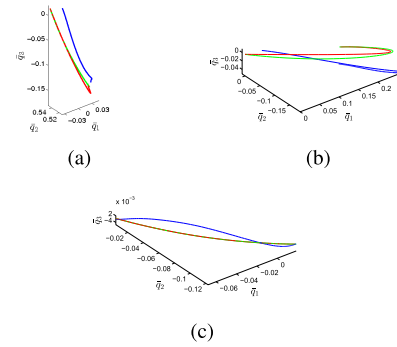 0
−0.05
−0.1
−0.15
q̄3
0.54
0.52
q̄2
−0.03
0
0.03
q̄1
(a)
0
−0.02
−0.04
q̄3
0
−0.05
−0.10
−0.15
q̄2
0
0.05
0.1
0.15
0.2
q̄1
(b)
x 10⁻³
2
−4
q̄3
−0.02
−0.04
−0.06
−0.08
−0.1
−0.12
q̄2
−0.06
−0.04
−0.02
0
q̄1
(c)